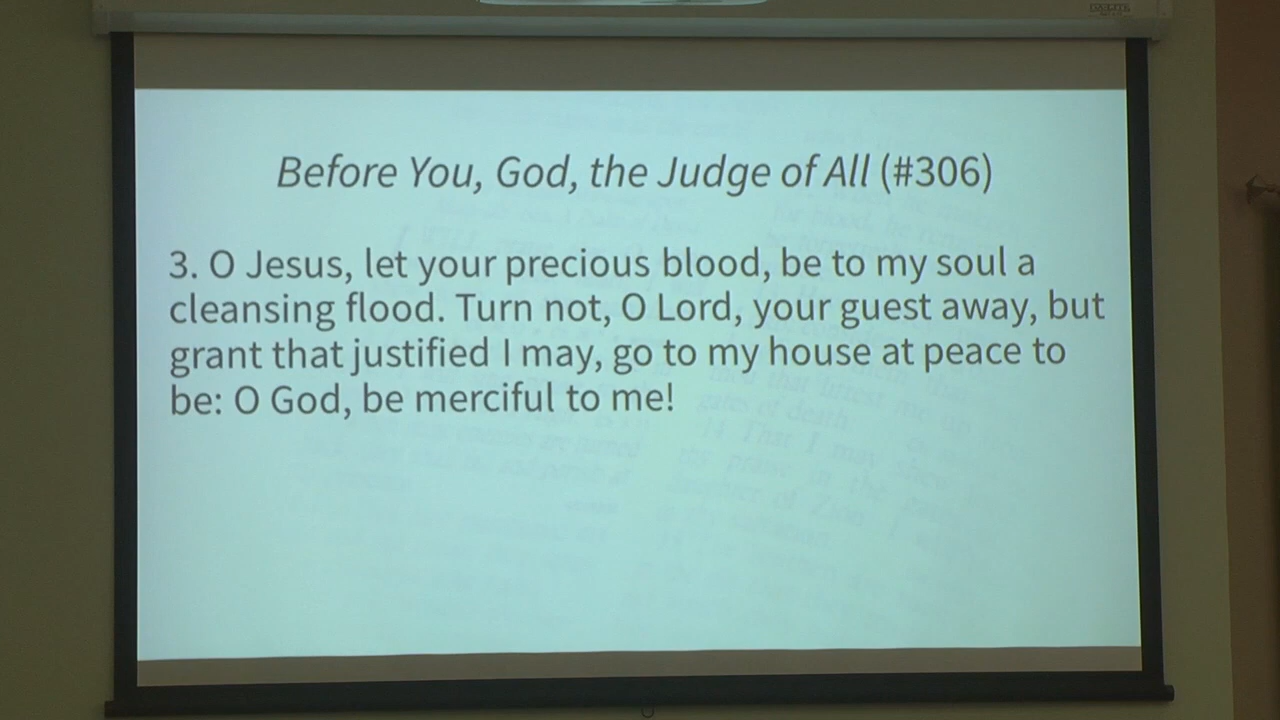 Before You, God, the Judge of All (#306)
3. O Jesus, let your precious blood, be to my soul a
cleansing flood. Turn not, O Lord, your guest away, but
grant that justified I may, go to my house at peace to
be: O God, be merciful to me!